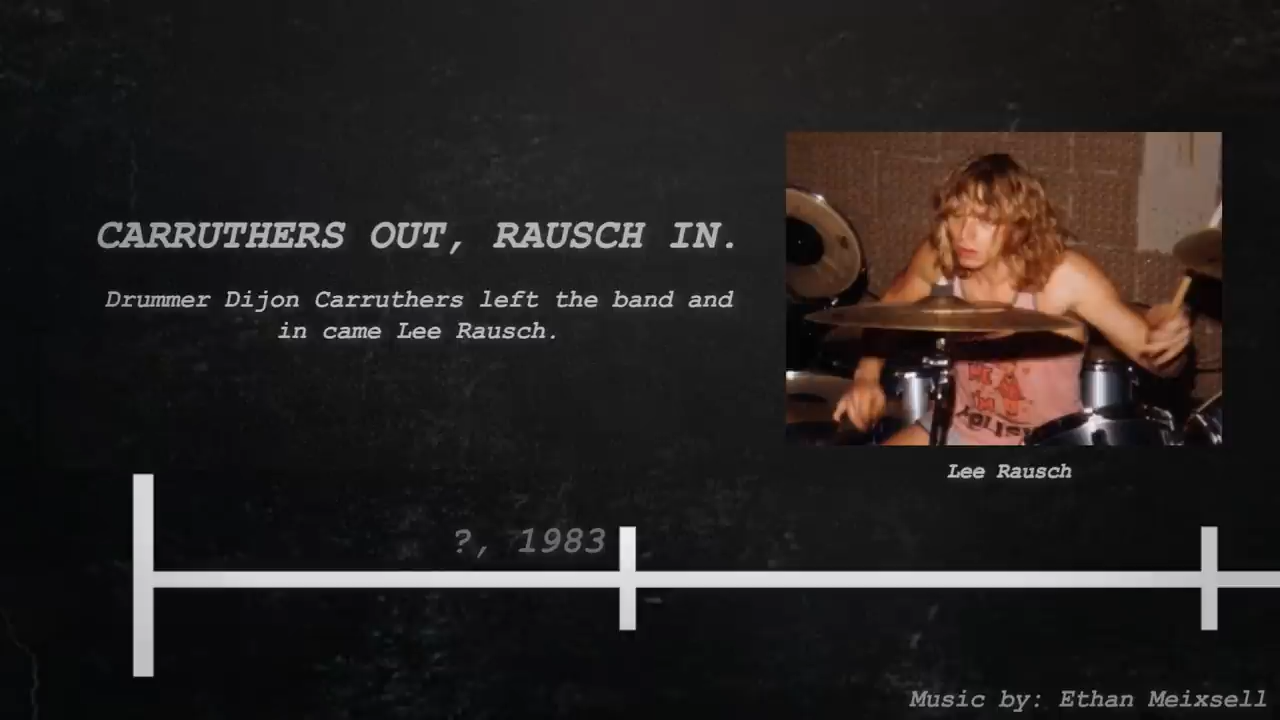 CARRUTHERS OUT, RAUSCH IN.
Drummer Dijon Carruthers left the band and
in came Lee Rausch.
Lee Rausch
?, 1983
Music by: Ethan Meixsell